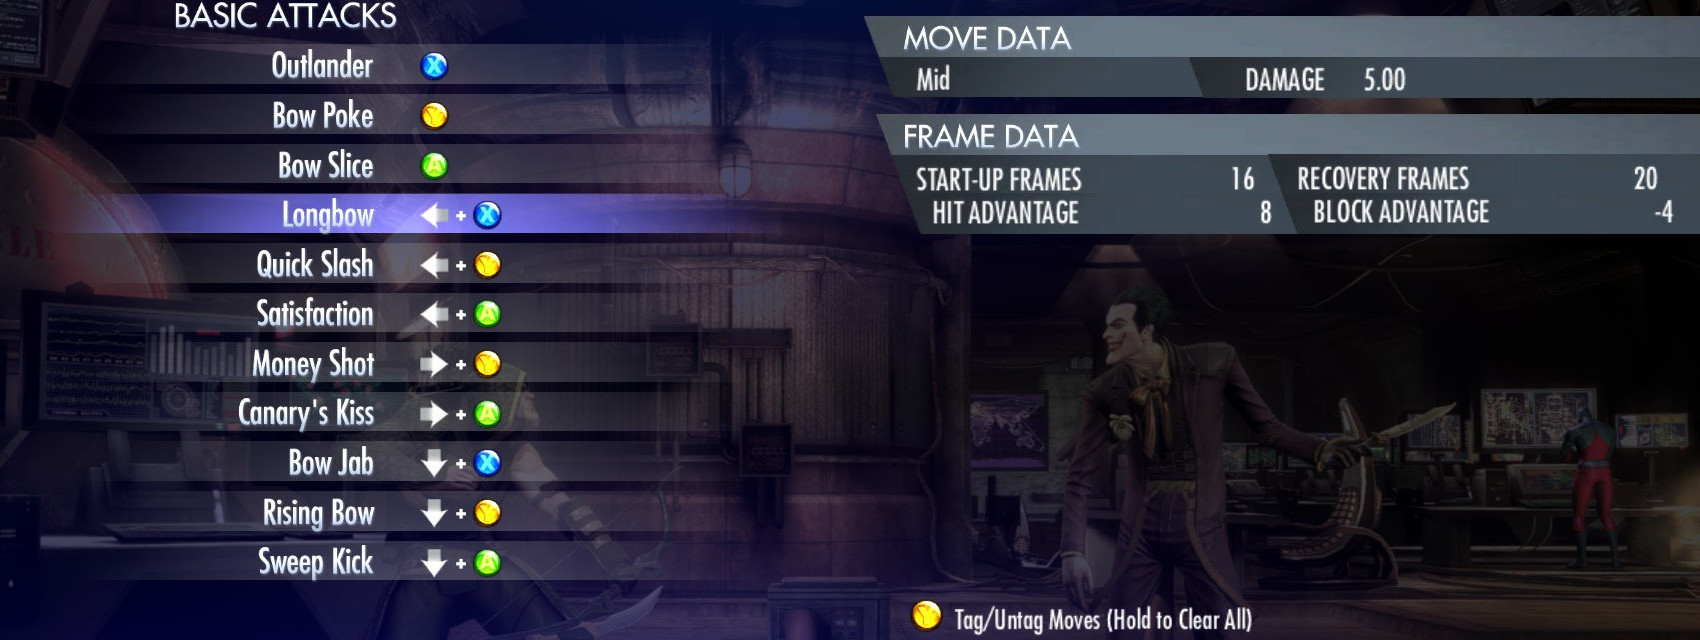 BASIC ATTACKS
Outlander X
Bow Poke Y
Bow Slice A
Longbow + X
Quick Slash + Y
Satisfaction + A
Money Shot + Y
Canary's Kiss + A
Bow Jab + X
Rising Bow + Y
Sweep Kick + A
MOVE DATA
Mid DAMAGE 5.00
FRAME DATA
START-UP FRAMES 16 RECOVERY FRAMES 20
HIT ADVANTAGE 8 BLOCK ADVANTAGE -4
Y Tag/Untag Moves (Hold to Clear All)